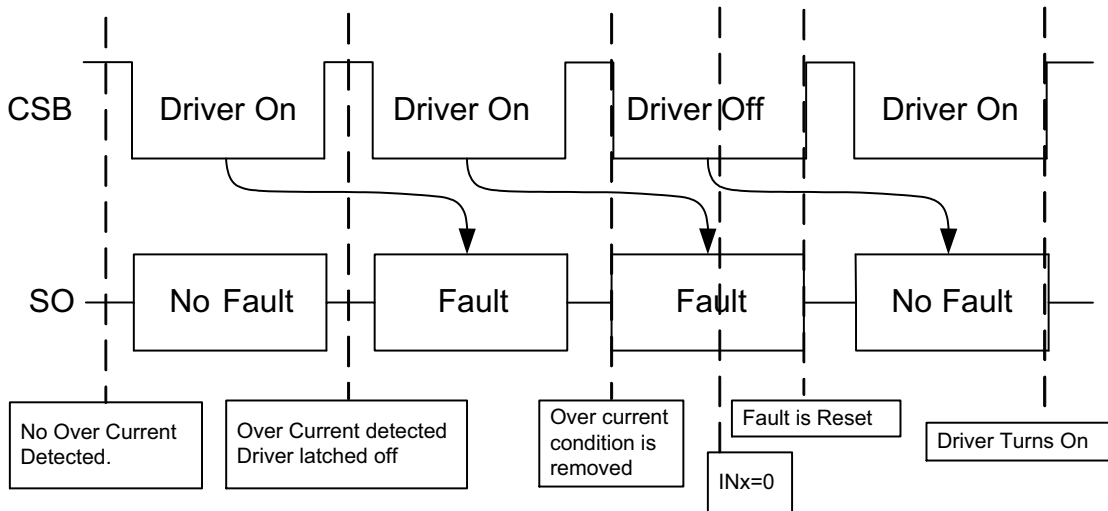 CSB
Driver On
Driver On
Driver Off
Driver On
SO
No Fault
Fault
Fault
No Fault
No Over Current
Detected.
Over Current detected
Driver latched off
Over current
condition is
removed
INx=0
Fault is Reset
Driver Turns On